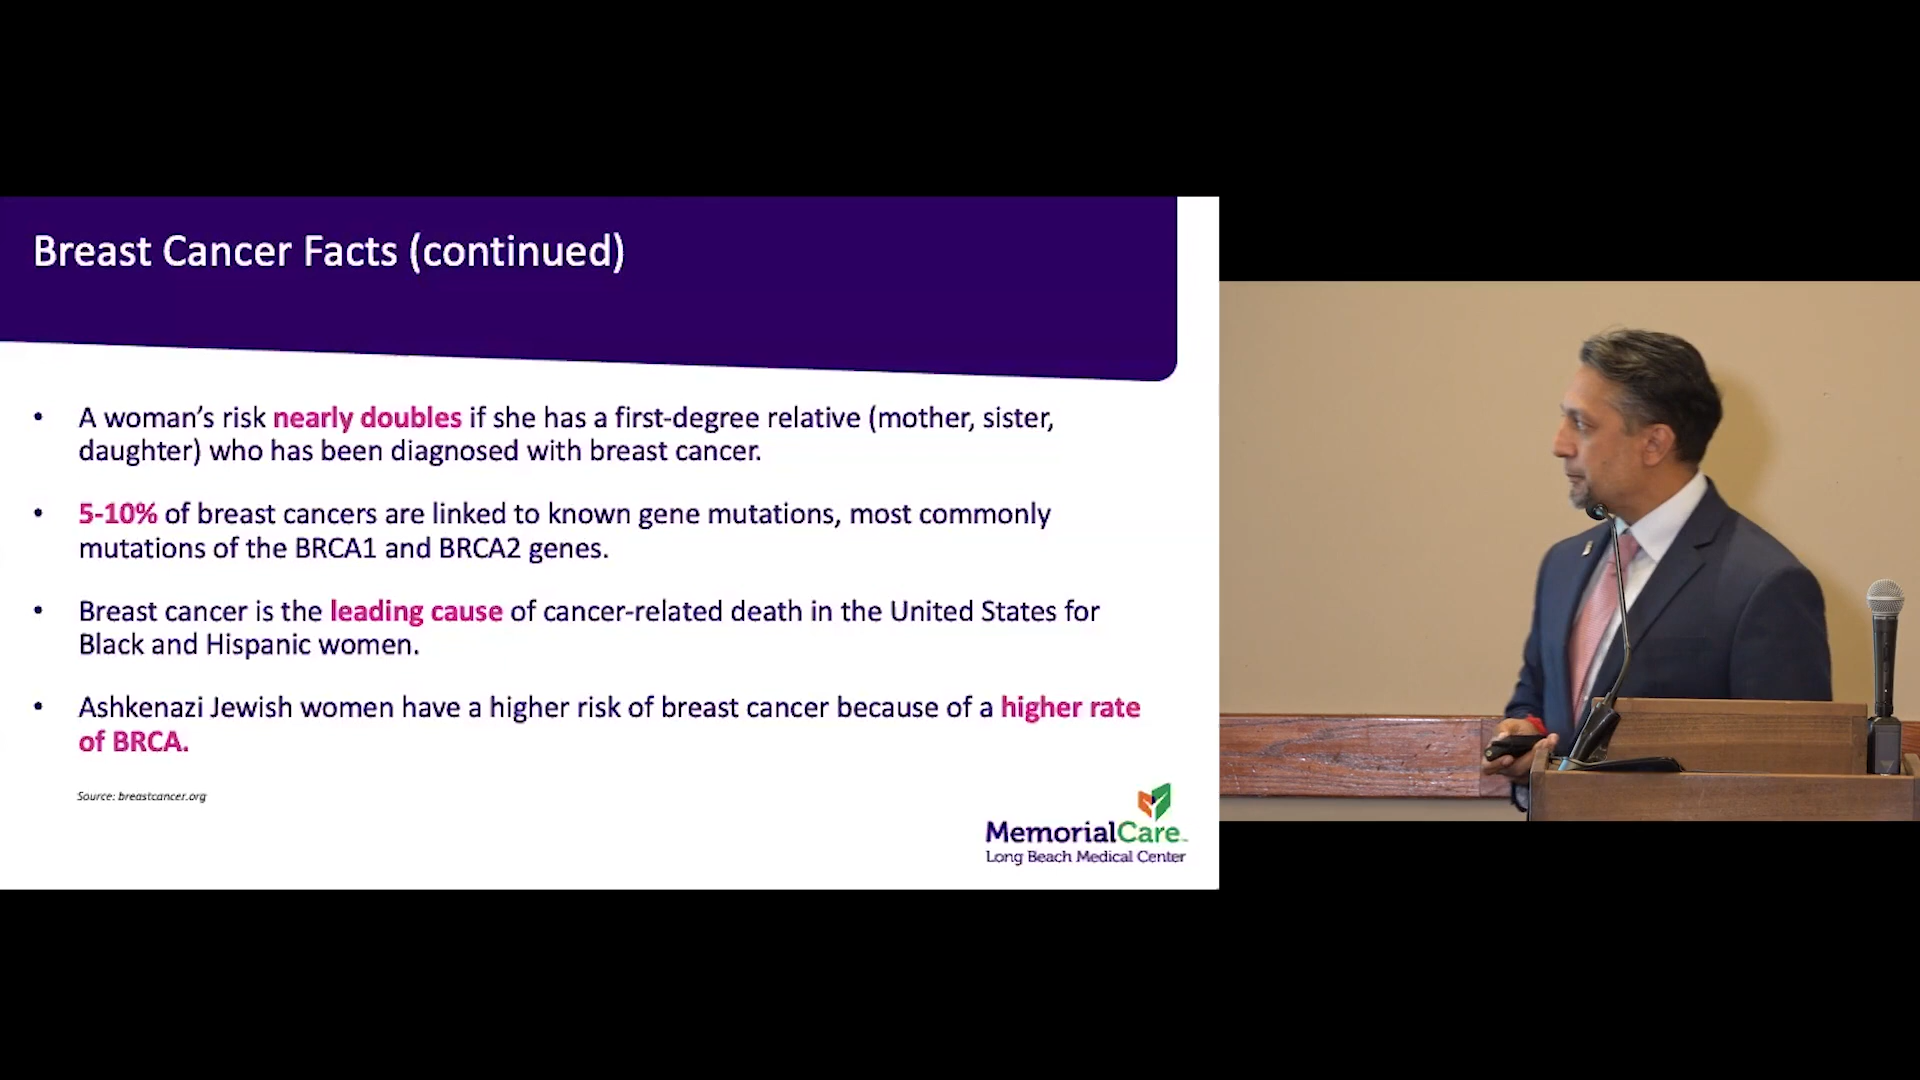 Breast Cancer Facts (continued)
• A woman’s risk nearly doubles if she has a first-degree relative (mother, sister,
daughter) who has been diagnosed with breast cancer.
• 5-10% of breast cancers are linked to known gene mutations, most commonly
mutations of the BRCA1 and BRCA2 genes.
• Breast cancer is the leading cause of cancer-related death in the United States for
Black and Hispanic women.
• Ashkenazi Jewish women have a higher risk of breast cancer because of a higher rate
of BRCA.
Source: breastcancer.org
MemorialCare™
Long Beach Medical Center